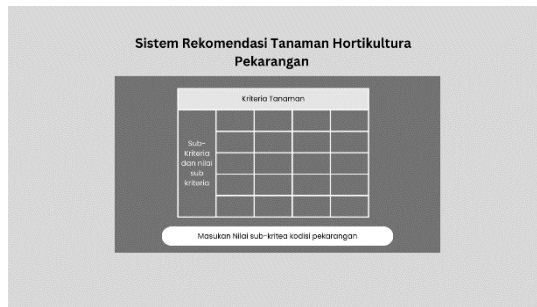 Sistem Rekomendasi Tanaman Hortikultura
Pekarangan
Kriteria Tanaman
Sub-
Kriteria
dan nilai
sub
kriteria
Masukan Nilai sub-kritea kodisi pekarangan